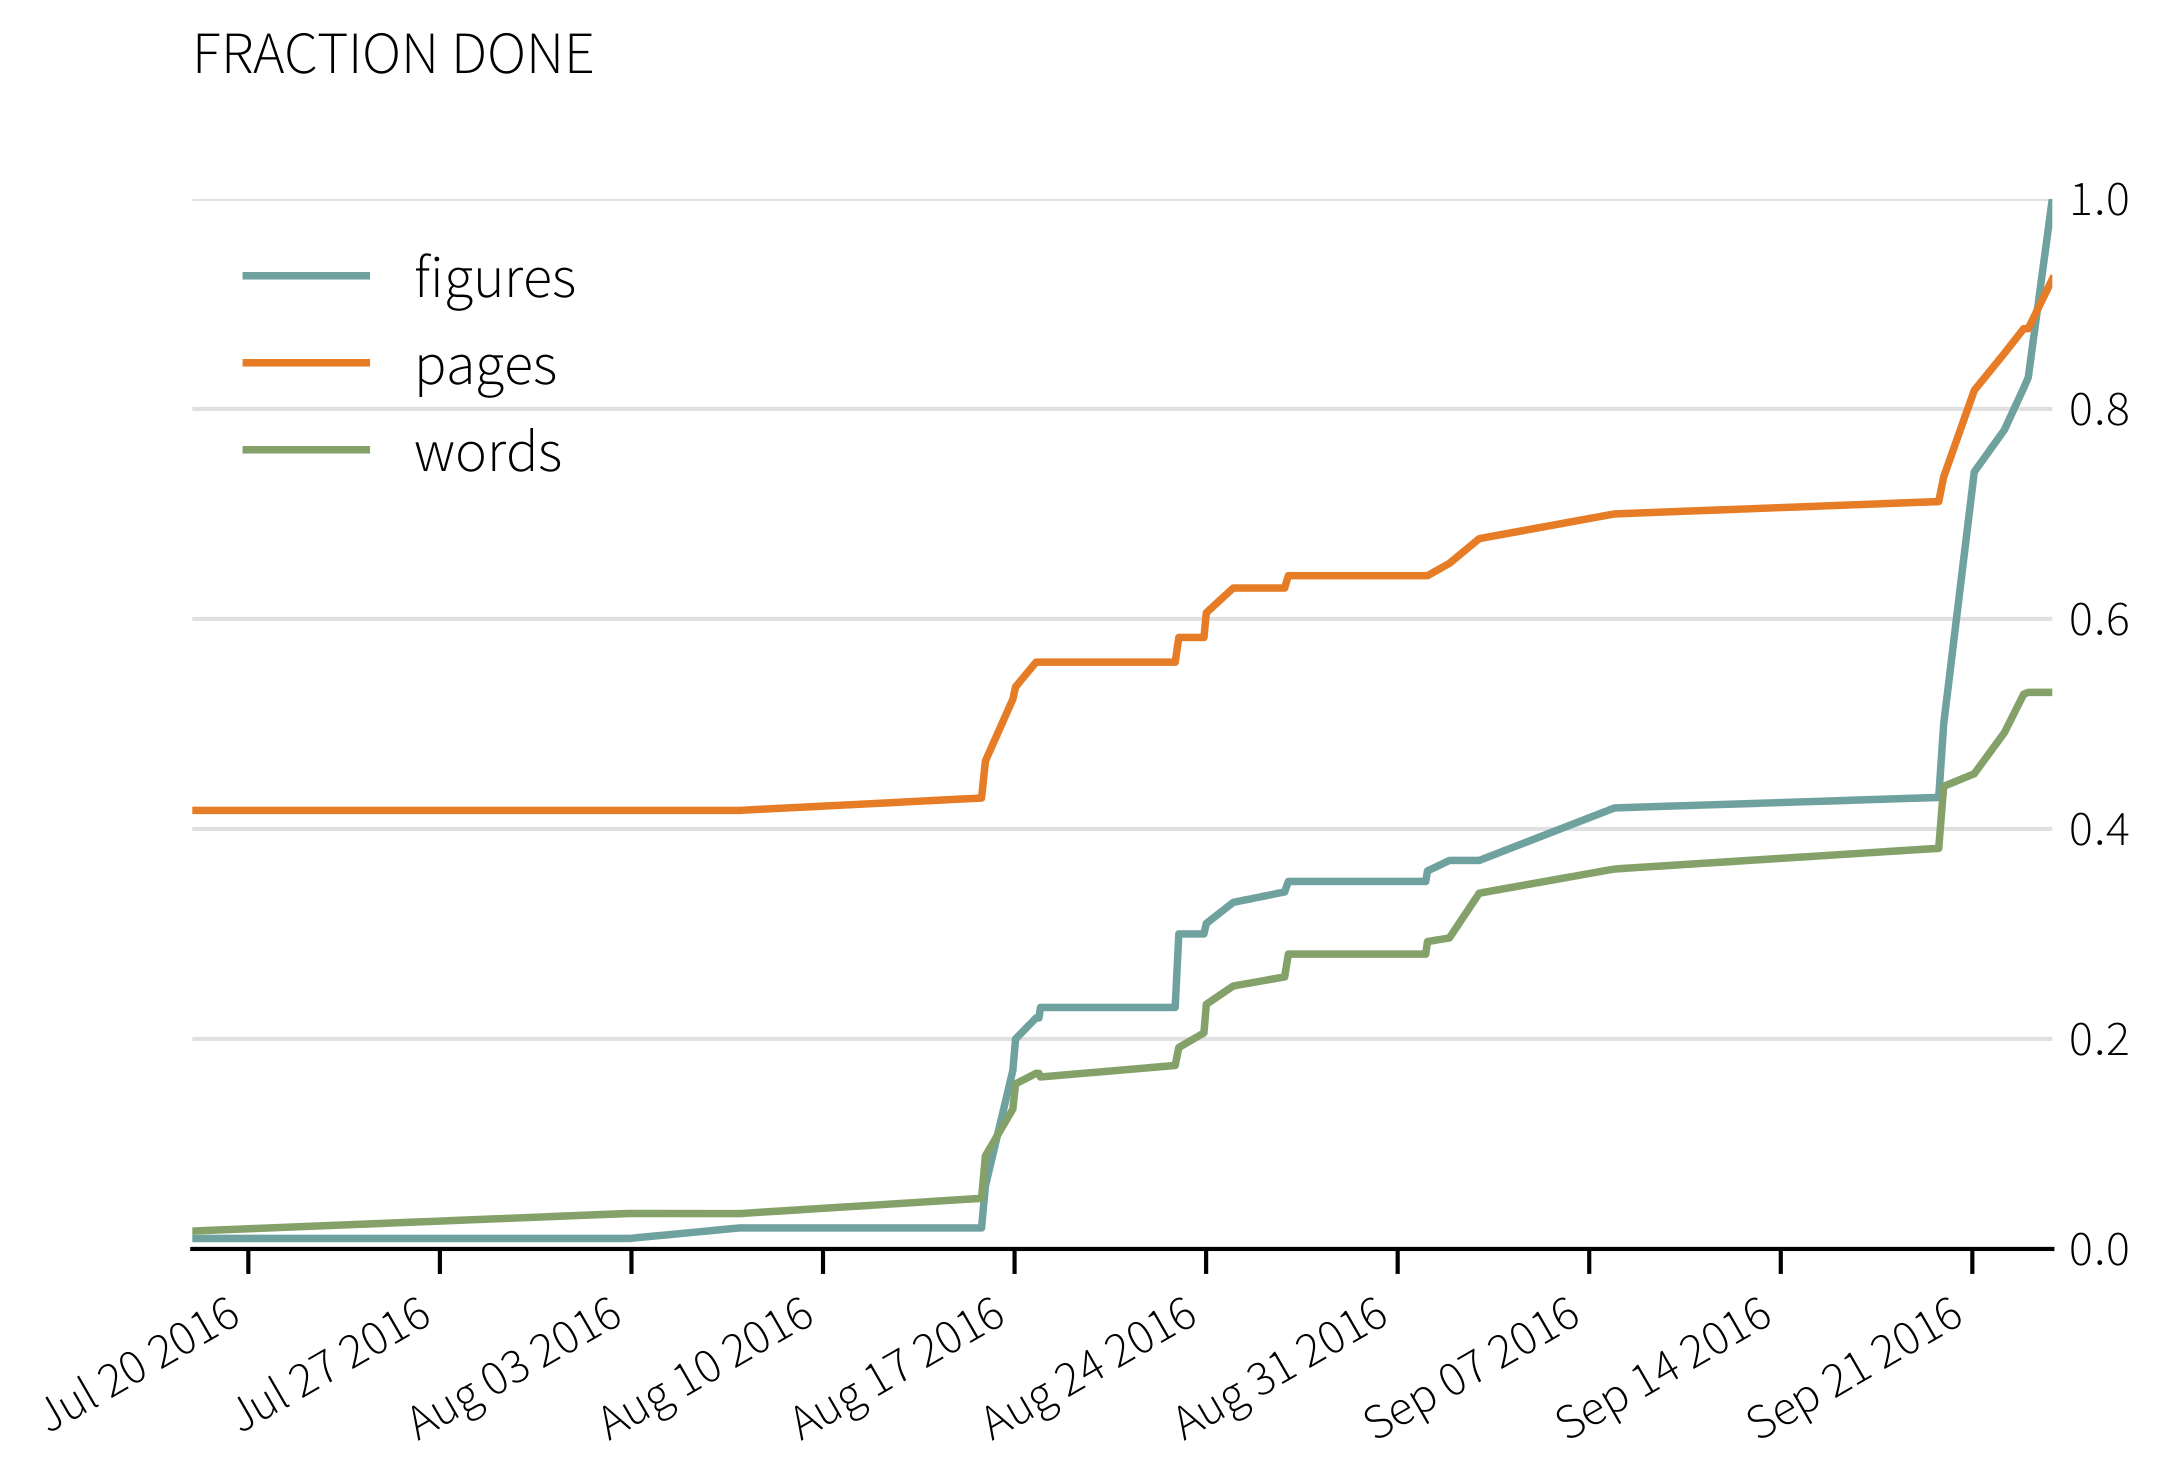 FRACTION DONE
figures
pages
words
1.0
0.8
0.6
0.4
0.2
0.0
Jul 20 2016
Jul 27 2016
Aug 03 2016
Aug 10 2016
Aug 17 2016
Aug 24 2016
Aug 31 2016
Sep 07 2016
Sep 14 2016
Sep 21 2016